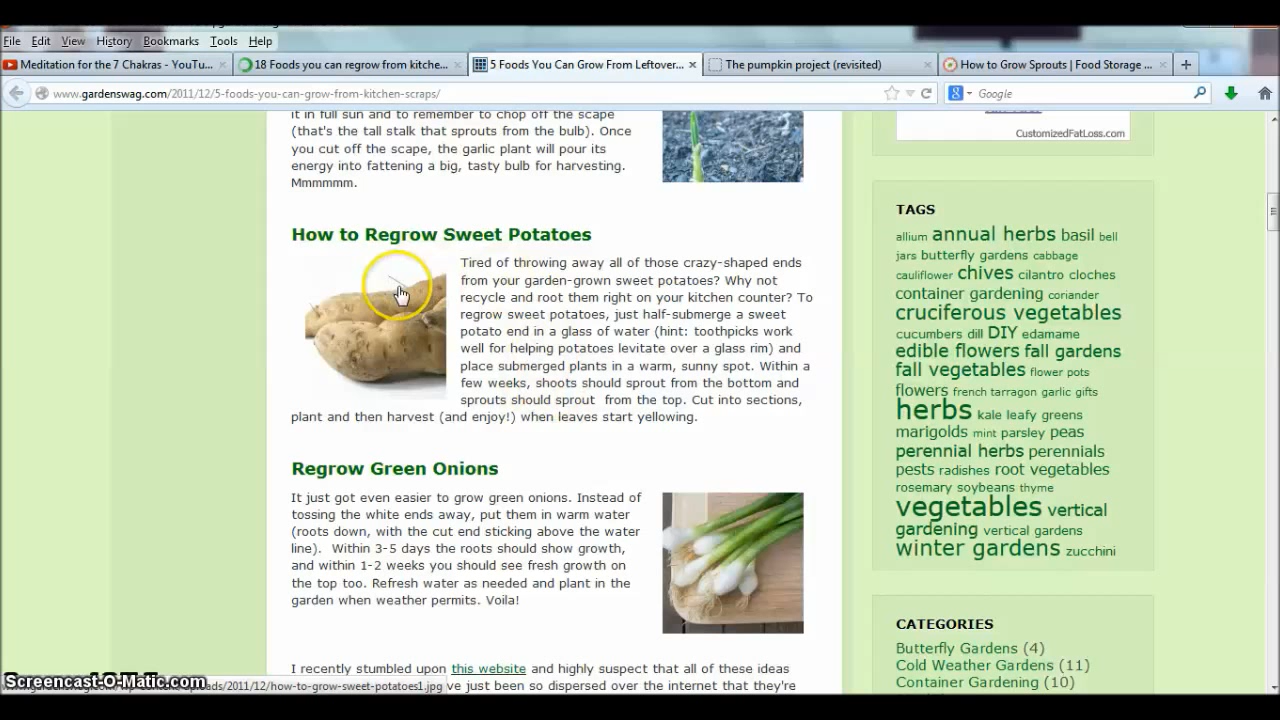 File Edit View History Bookmarks Tools Help
Meditation for the 7 Chakras - YouTu...
18 Foods you can regrow from kitche...
5 Foods You Can Grow From Leftover...
The pumpkin project (revisited)
How to Grow Sprouts | Food Storage ...
www.gardenswag.com/2011/12/5-foods-you-can-grow-from-kitchen-scraps/
Google
it in full sun and to remember to chop off the scape
(that's the tall stalk that sprouts from the bulb). Once
you cut off the scape, the garlic plant will pour its
energy into fattening a big, tasty bulb for harvesting.
Mmmmmm.
How to Regrow Sweet Potatoes
Tired of throwing away all of those crazy-shaped ends
from your garden-grown sweet potatoes? Why not
recycle and root them right on your kitchen counter? To
regrow sweet potatoes, just half-submerge a sweet
potato end in a glass of water (hint: toothpicks work
well for helping potatoes levitate over a glass rim) and
place submerged plants in a warm, sunny spot. Within a
few weeks, shoots should sprout from the bottom and
sprouts should sprout from the top. Cut into sections,
plant and then harvest (and enjoy!) when leaves start yellowing.
Regrow Green Onions
It just got even easier to grow green onions. Instead of
tossing the white ends away, put them in warm water
(roots down, with the cut end sticking above the water
line). Within 3-5 days the roots should show growth,
and within 1-2 weeks you should see fresh growth on
the top too. Refresh water as needed and plant in the
garden when weather permits. Voila!
I recently stumbled upon this website and highly suspect that all of these ideas
've just been so dispersed over the internet that they're
CustomizedFatLoss.com
TAGS
allium annual herbs basil bell
jars butterfly gardens cabbage
cauliflower chives cilantro cloches
container gardening coriander
cruciferous vegetables
cucumbers dill DIY edamame
edible flowers fall gardens
fall vegetables flower pots
flowers french tarragon garlic gifts
herbs kale leafy greens
marigolds mint parsley peas
perennial herbs perennials
pests radishes root vegetables
rosemary soybeans thyme
vegetables vertical
gardening vertical gardens
winter gardens zucchini
CATEGORIES
Butterfly Gardens (4)
Cold Weather Gardens (11)
Container Gardening (10)
Screencast-O-Matic.com
uploads/2011/12/how-to-grow-sweet-potatoes1.jpg